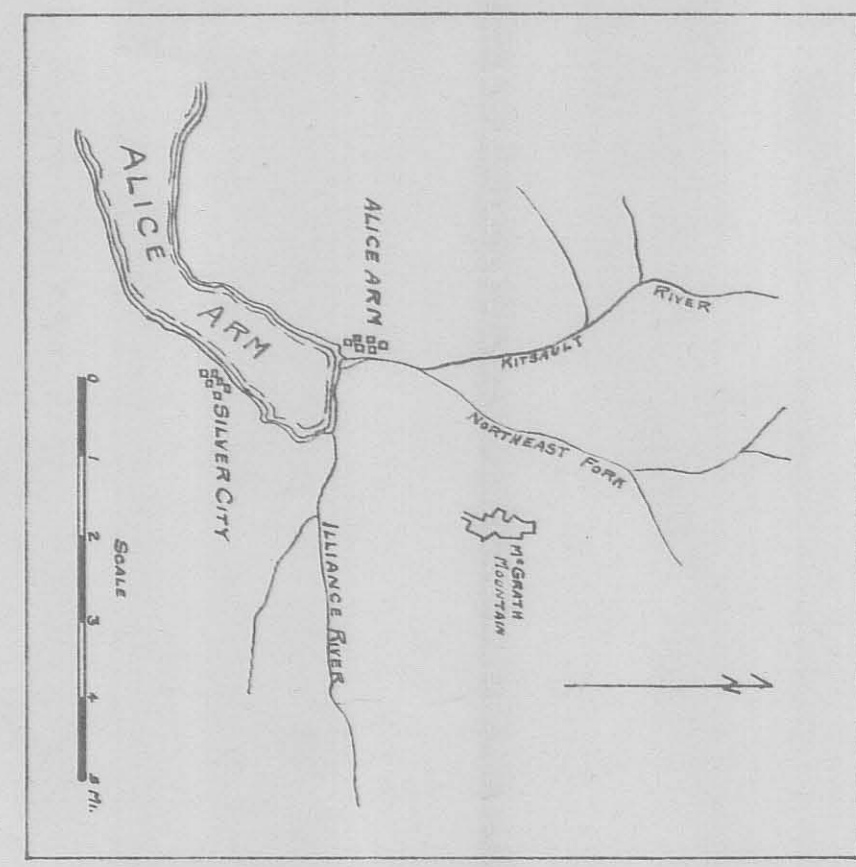 ALICE
ARM
ALICE ARM
SILVER CITY
RIVER
KITSAULT
NORTHEAST FORK
McGRATH
MOUNTAIN
ILLIANCE RIVER
N
0 1 2 3 4 5 MI.
SCALE